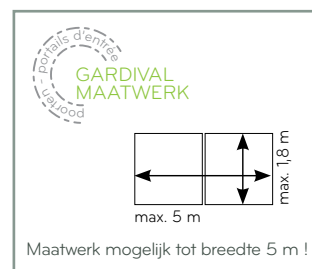 poorten - portails d'entrée
GARDIVAL
MAATWERK
max. 1,8 m
max. 5 m
Maatwerk mogelijk tot breedte 5 m !